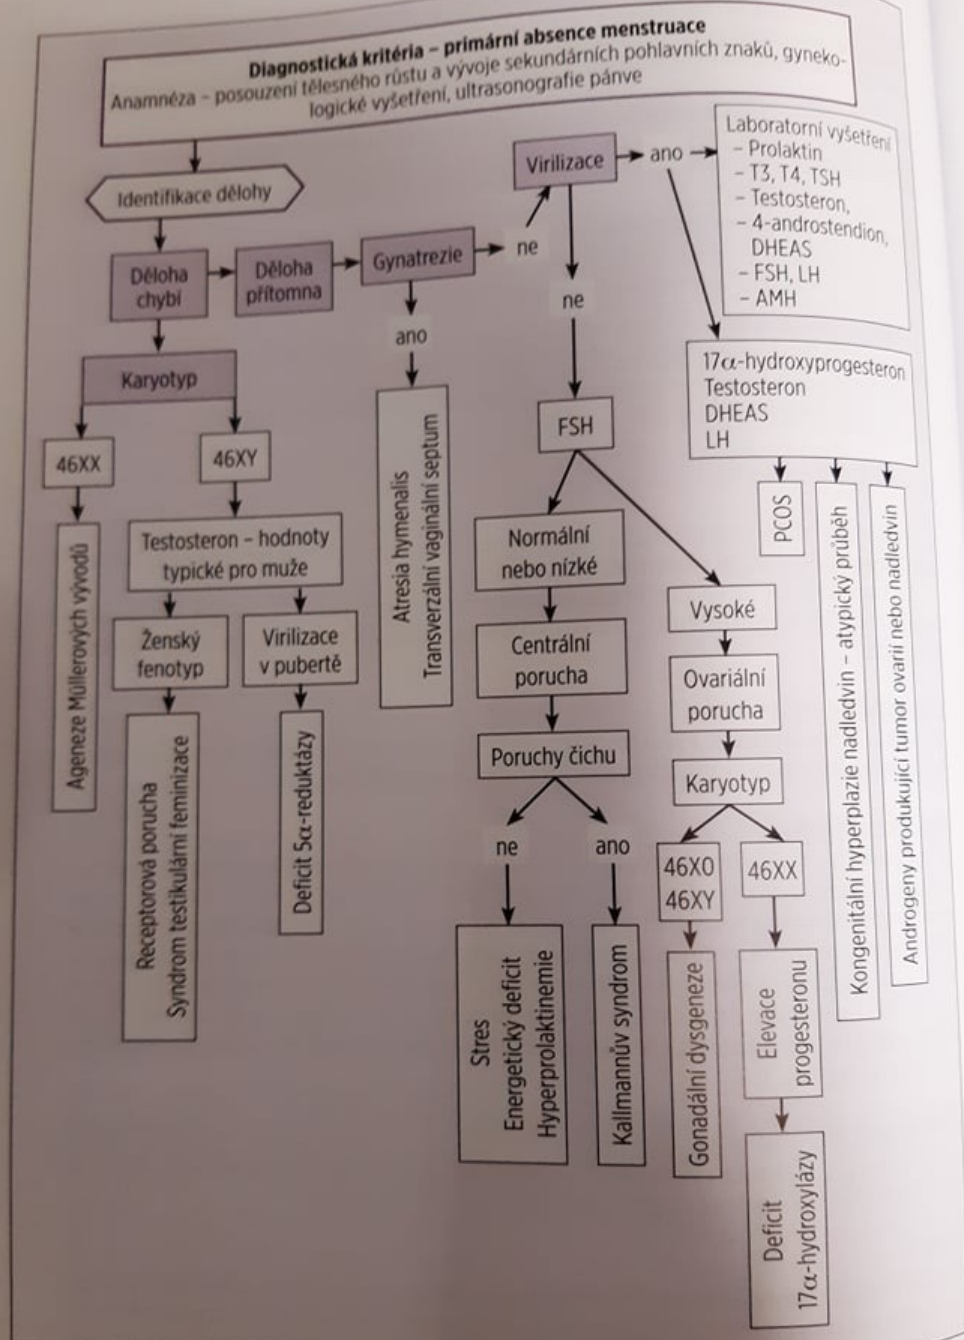 Diagnostická kritéria – primární absence menstruace
Anamnéza – posouzení tělesného růstu a vývoje sekundárních pohlavních znaků, gyneko-
logické vyšetření, ultrasonografie pánve
Identifikace dělohy
Děloha
chybí
Děloha
přítomna
Gynatrezie
ne
Virilizace
ano
Laboratorní vyšetření
– Prolaktin
– T3, T4, TSH
– Testosteron,
– 4-androstendion,
DHEAS
– FSH, LH
– AMH
ano
ne
Karyotyp
17α-hydroxyprogesteron
Testosteron
DHEAS
LH
46XX
46XY
FSH
Ageneze Müllerových vývodů
Testosteron – hodnoty
typické pro muže
Ženský
fenotyp
Virilizace
v pubertě
Receptorová porucha
Syndrom testikulární feminizace
Deficit 5α-reduktázy
Atresia hymenalis
Transverzální vaginální septum
Normální
nebo nízké
Centrální
porucha
Poruchy čichu
ne
ano
Stres
Energetický deficit
Hyperprolaktinemie
Kallmannův syndrom
Vysoké
Ovariální
porucha
Karyotyp
46XO
46XY
46XX
Gonadální dysgeneze
Elevace
progesteronu
Deficit
17α-hydroxylázy
PCOS
Kongenitální hyperplazie nadledvin – atypický průběh
Androgeny produkující tumor ovarií nebo nadledvin